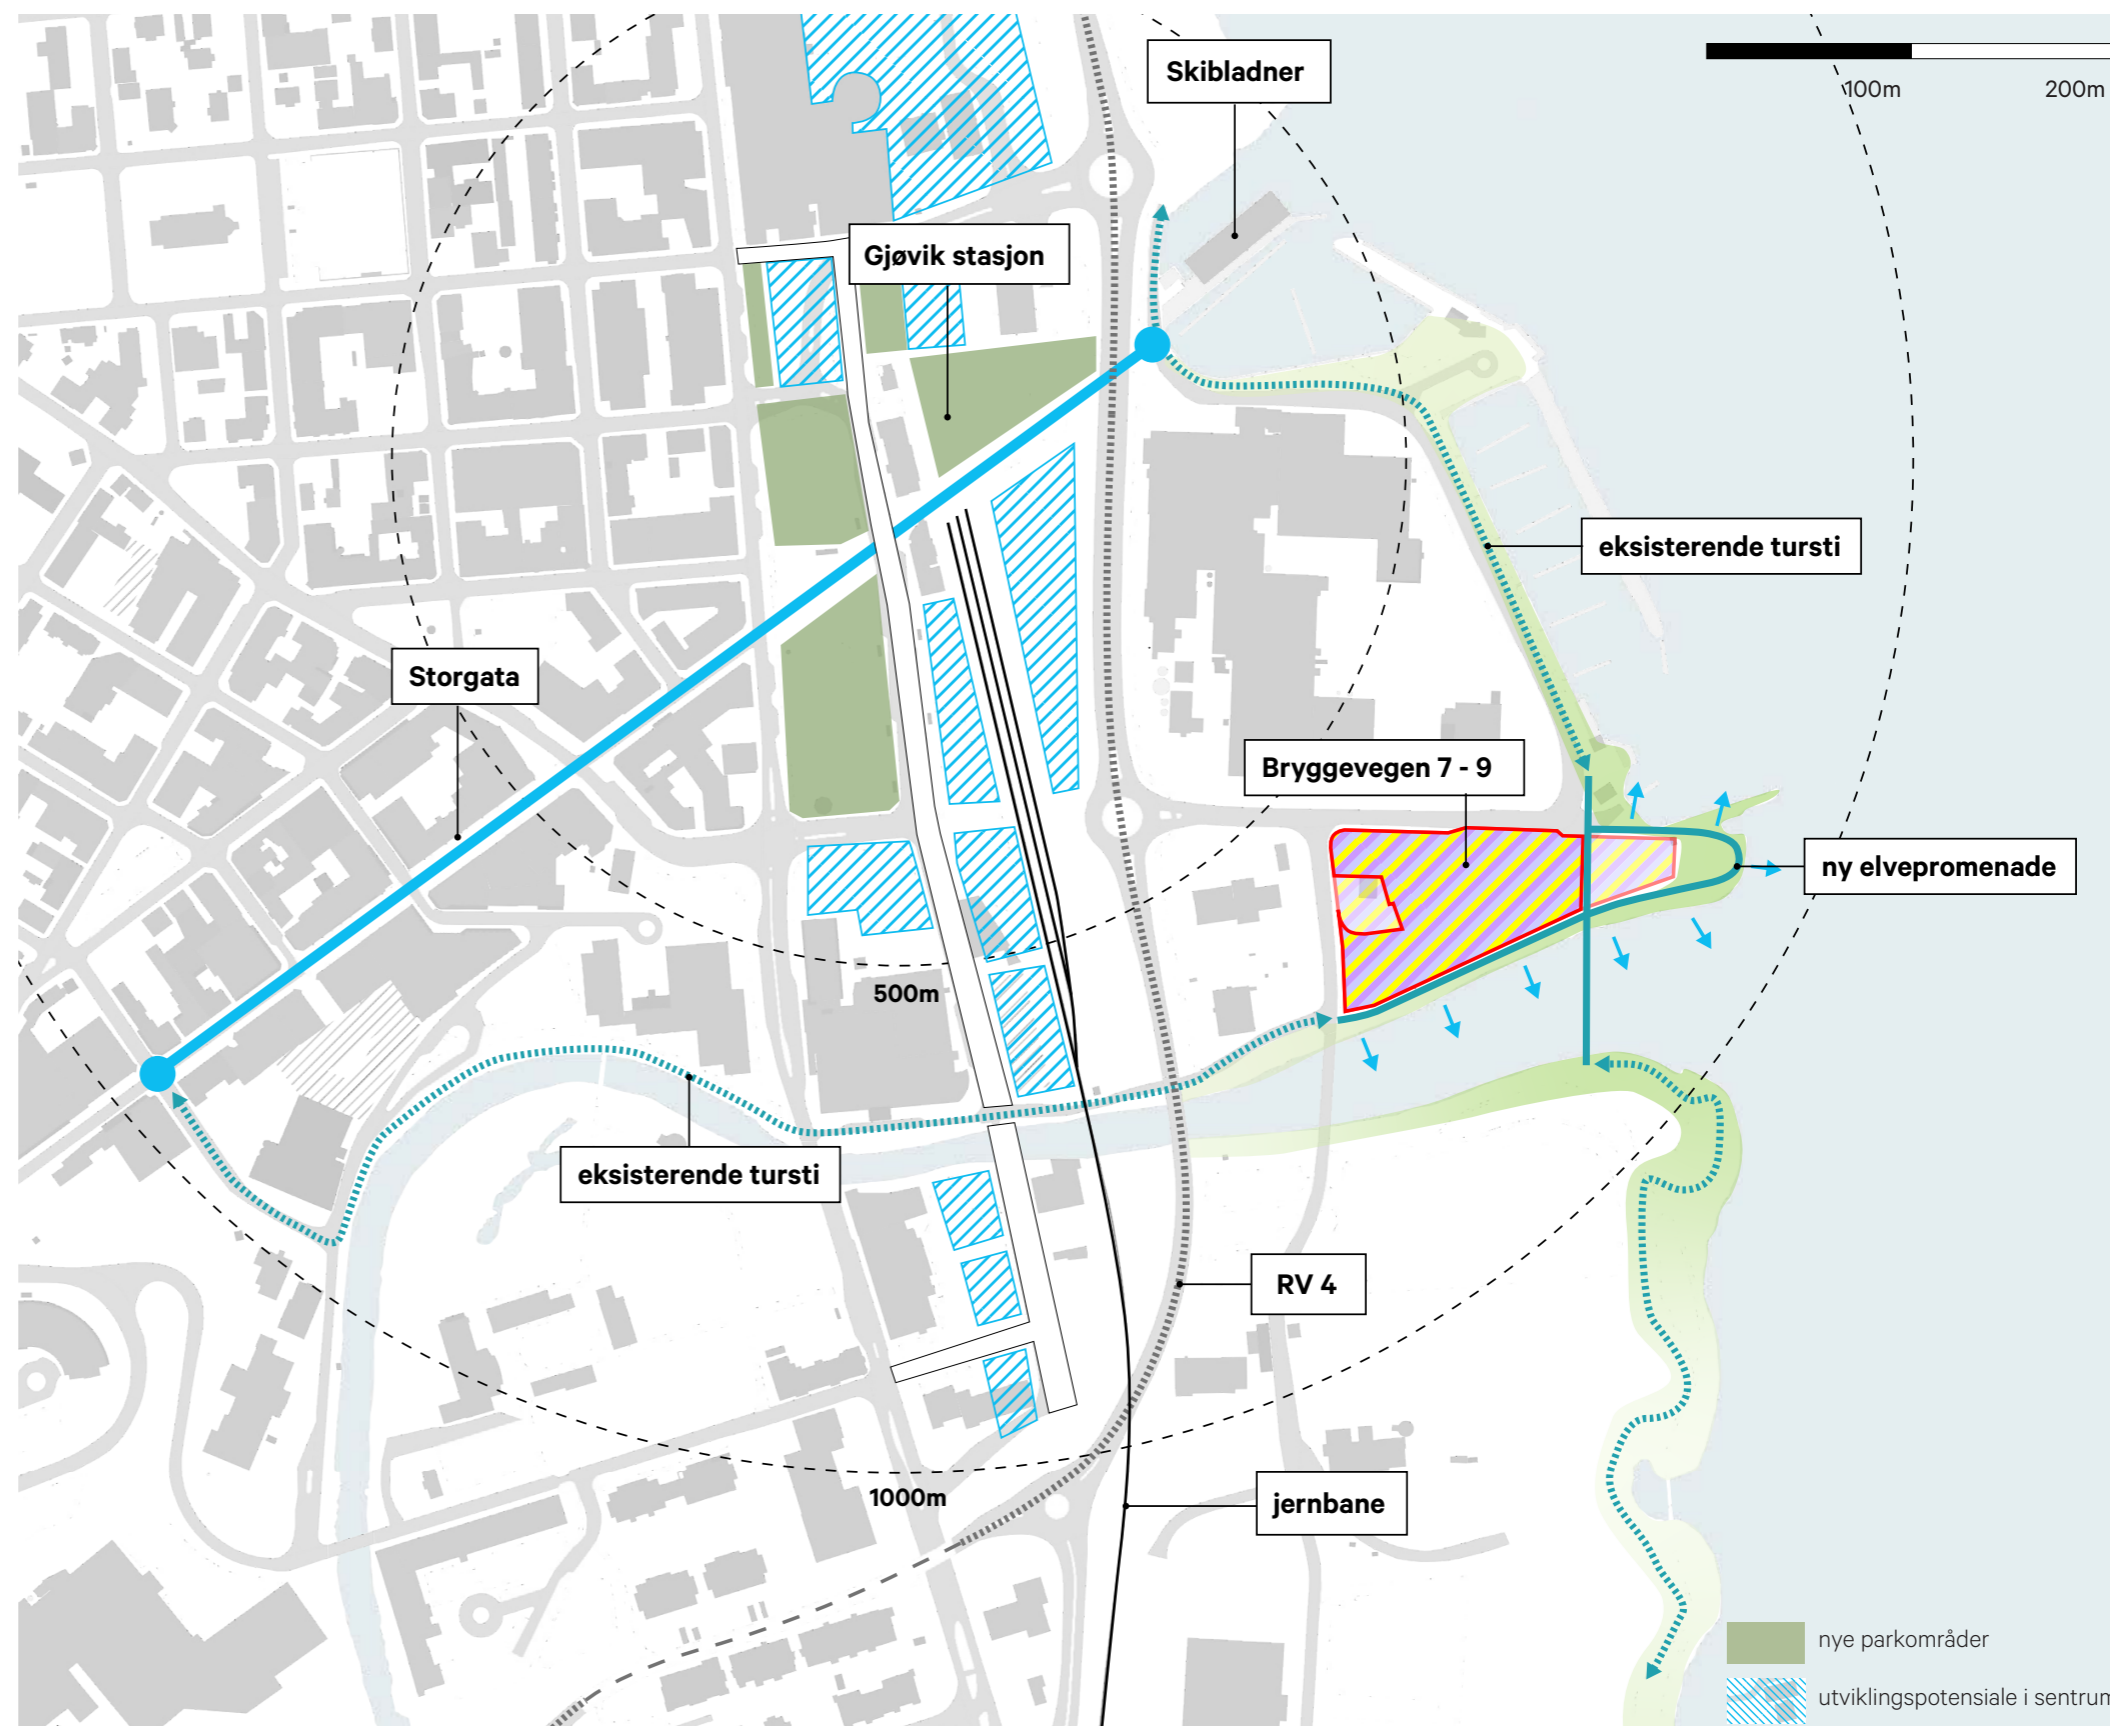 Skibladner
100m
200m
Gjøvik stasjon
eksisterende tursti
Storgata
Bryggevegen 7 - 9
ny elvepromenade
500m
eksisterende tursti
RV 4
1000m
jernbane
nye parkområder
utviklingspotensiale i sentrum